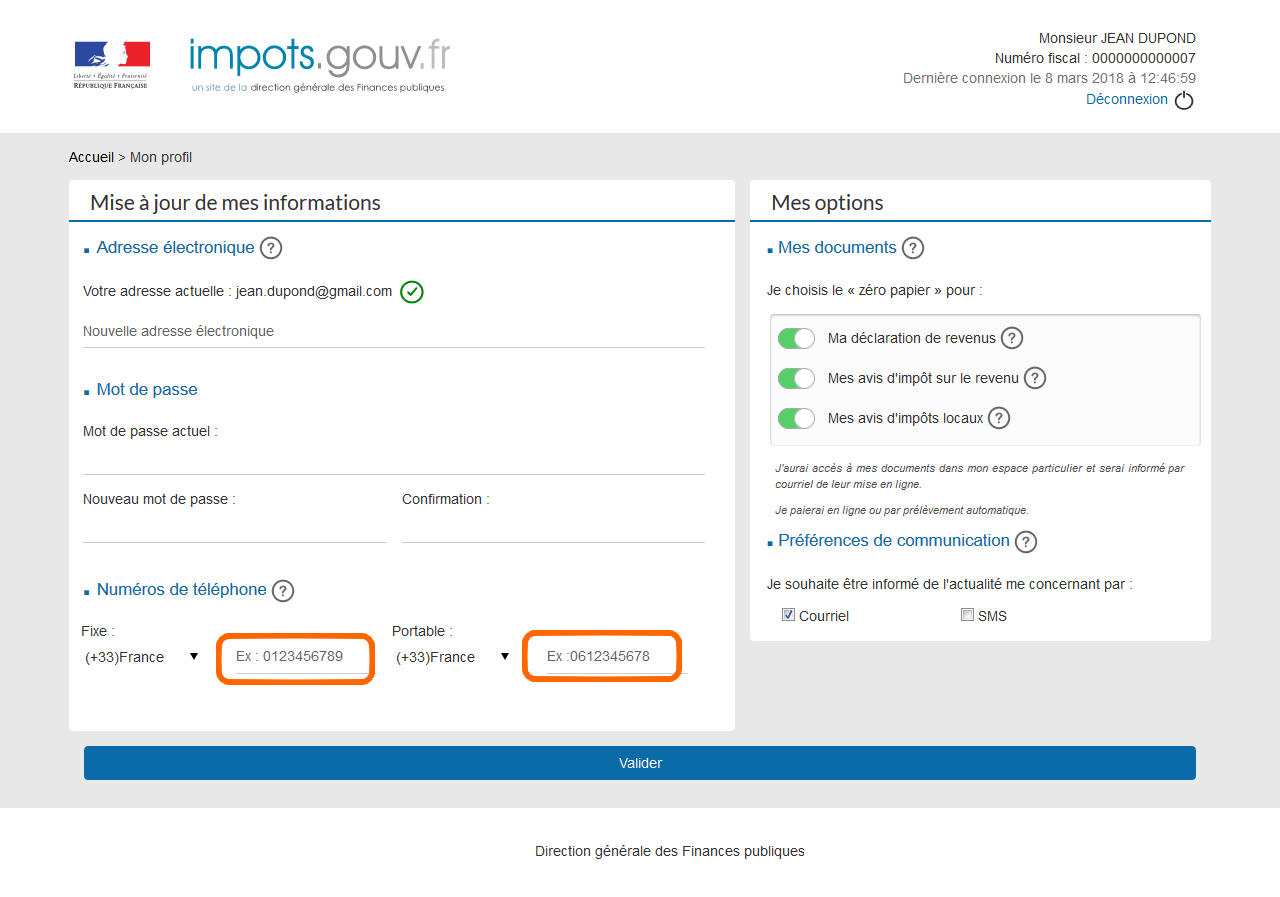 Liberté • Égalité • Fraternité
RÉPUBLIQUE FRANÇAISE
impots.gouv.fr
un site de la direction générale des Finances publiques
Monsieur JEAN DUPOND
Numéro fiscal : 0000000000007
Dernière connexion le 8 mars 2018 à 12:46:59
Déconnexion
Accueil > Mon profil
Mise à jour de mes informations
Adresse électronique ?
Votre adresse actuelle : jean.dupond@gmail.com
Nouvelle adresse électronique
Mot de passe
Mot de passe actuel :
Nouveau mot de passe : Confirmation :
Numéros de téléphone ?
Fixe : Portable :
(+33)France ▼ Ex : 0123456789 (+33)France ▼ Ex :0612345678
Mes options
Mes documents ?
Je choisis le « zéro papier » pour :
Ma déclaration de revenus ?
Mes avis d'impôt sur le revenu ?
Mes avis d'impôts locaux ?
J'aurai accès à mes documents dans mon espace particulier et serai informé par
courriel de leur mise en ligne.
Je paierai en ligne ou par prélèvement automatique.
Préférences de communication ?
Je souhaite être informé de l'actualité me concernant par :
Courriel SMS
Valider
Direction générale des Finances publiques